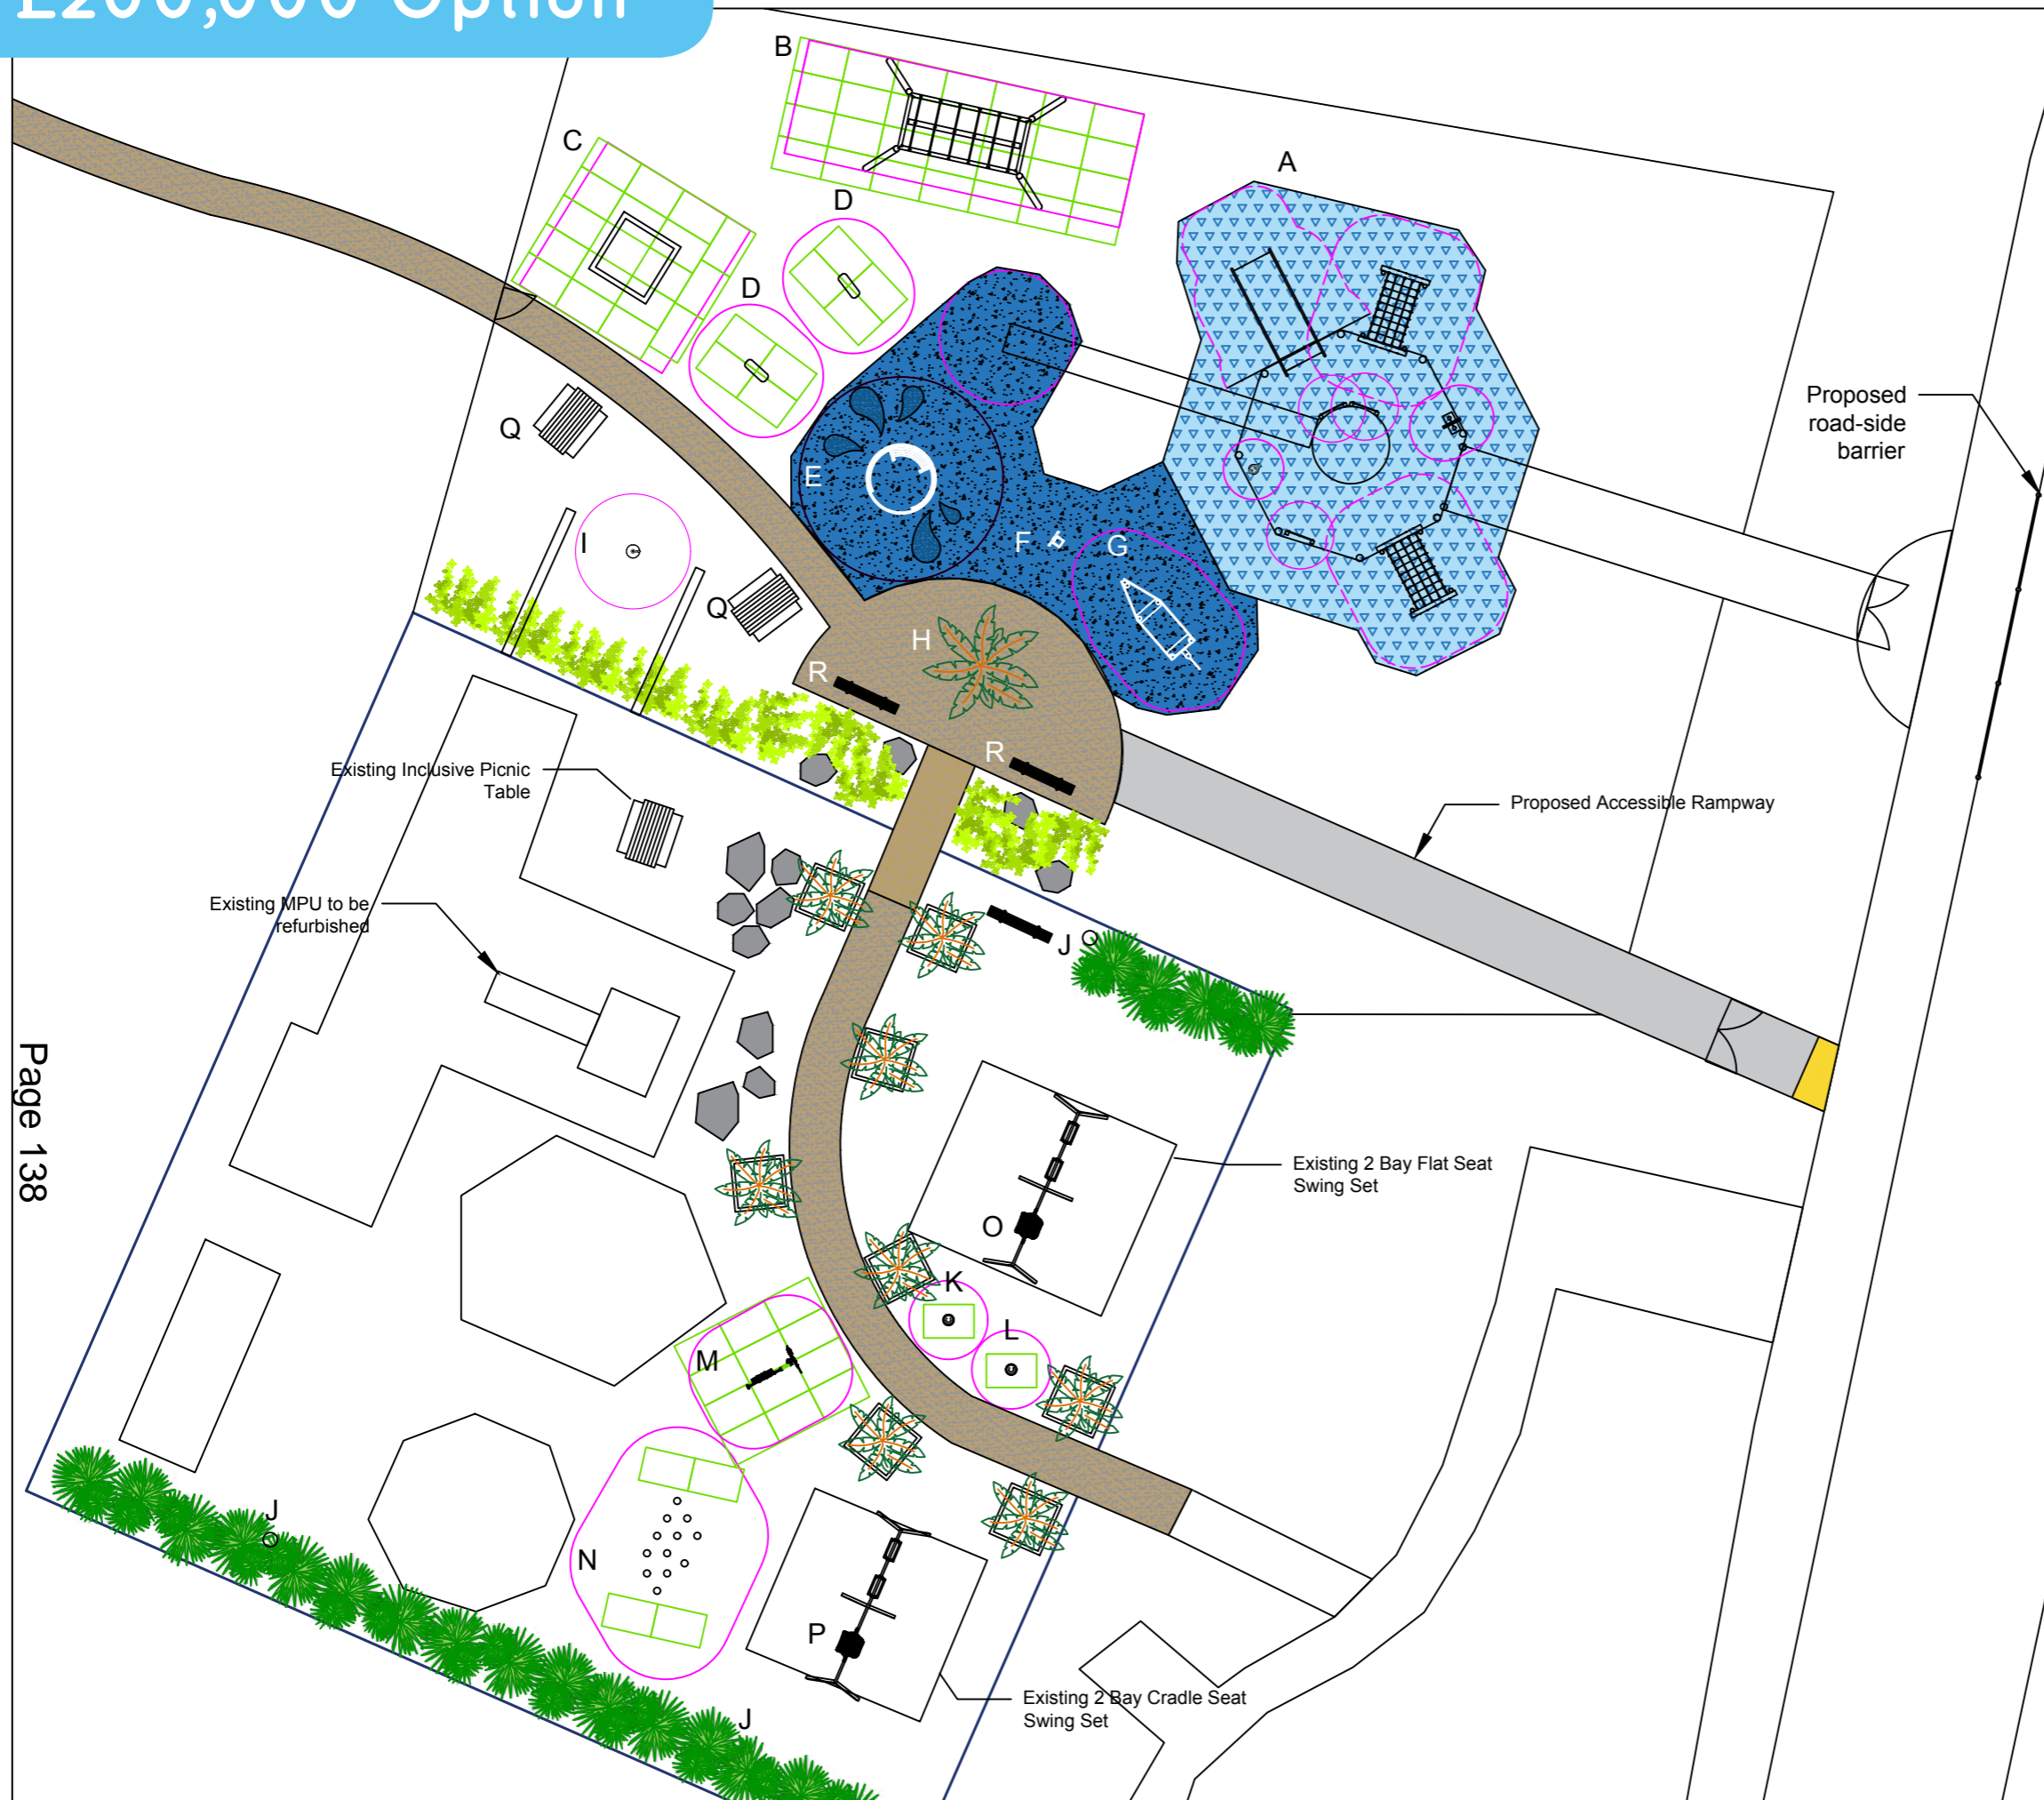 £200,000 Option
B
C
A
D
D
Proposed
road-side
barrier
Q
E
F
G
I
Q
H
R
R
Existing Inclusive Picnic
Table
Proposed Accessible Rampway
Existing MPU to be
refurbished
J
Page 138
Existing 2 Bay Flat Seat
Swing Set
O
K
L
M
J
N
P
Existing 2 Bay Cradle Seat
Swing Set
J